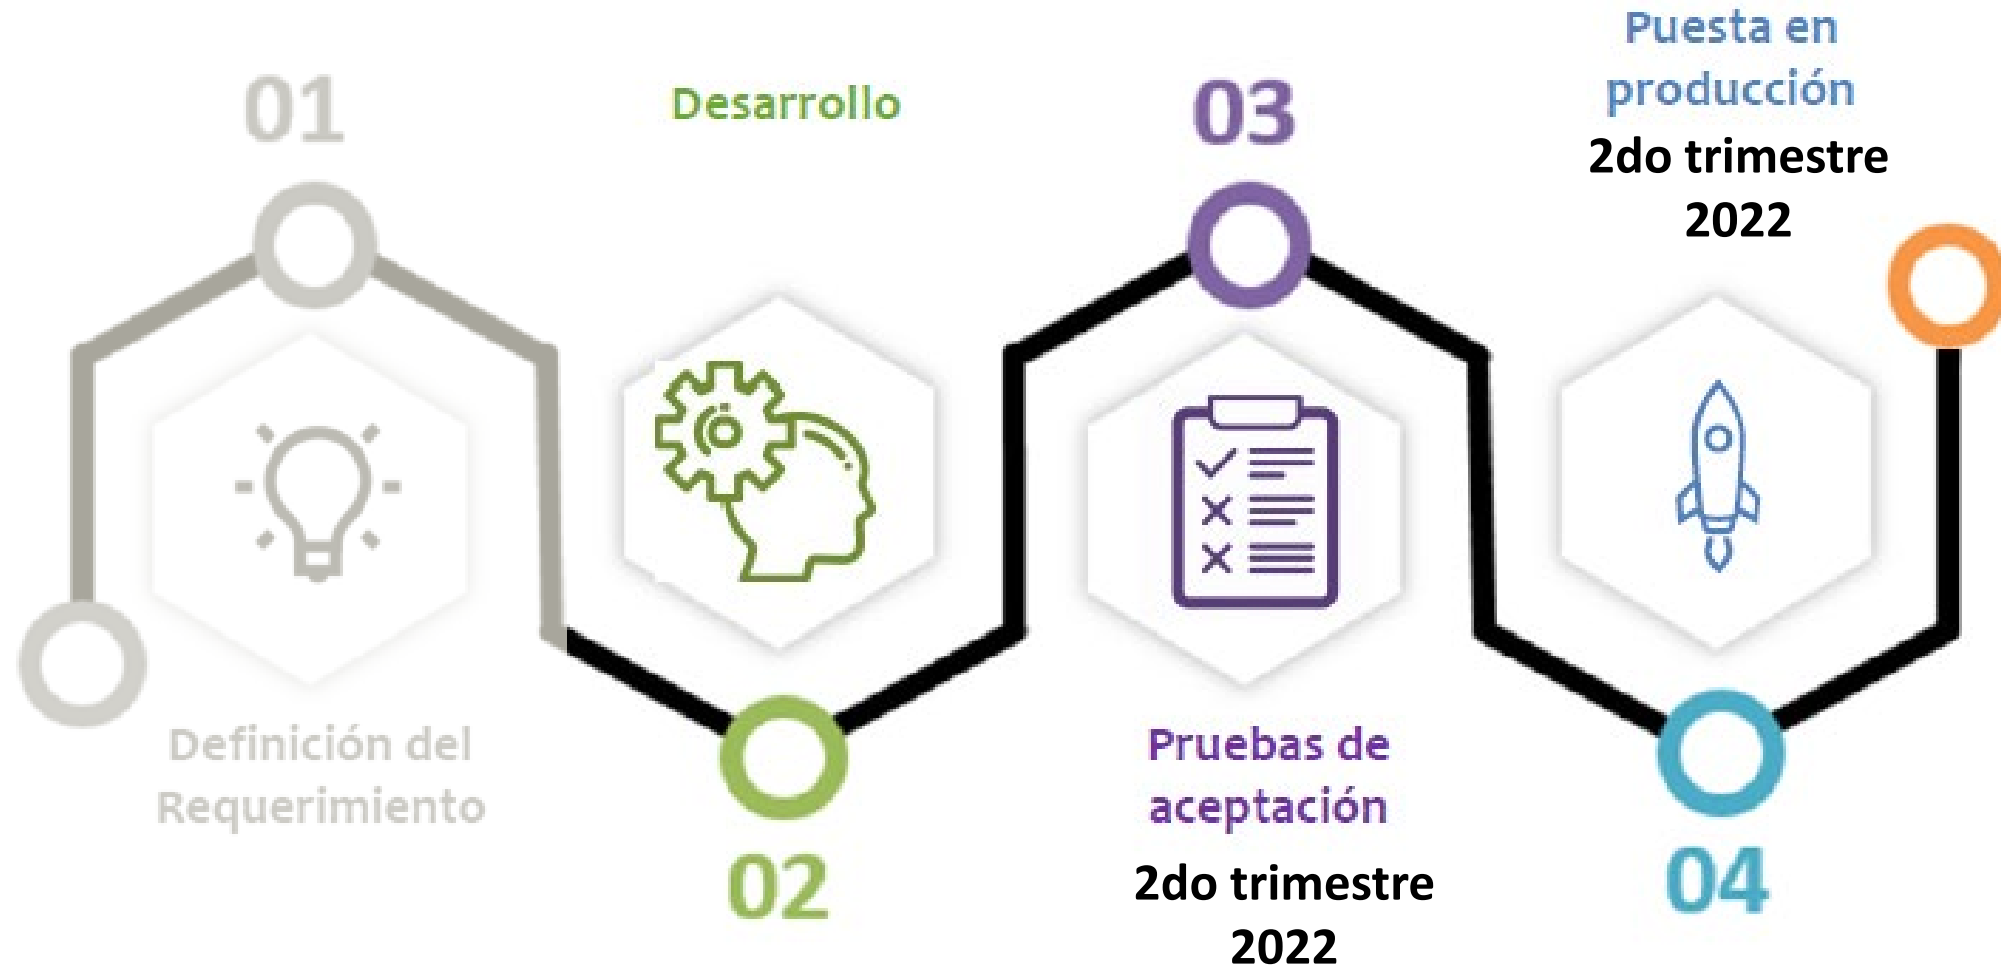 01
Definición del
Requerimiento
Desarrollo
02
03
Pruebas de
aceptación
2do trimestre
2022
Puesta en
producción
2do trimestre
2022
04